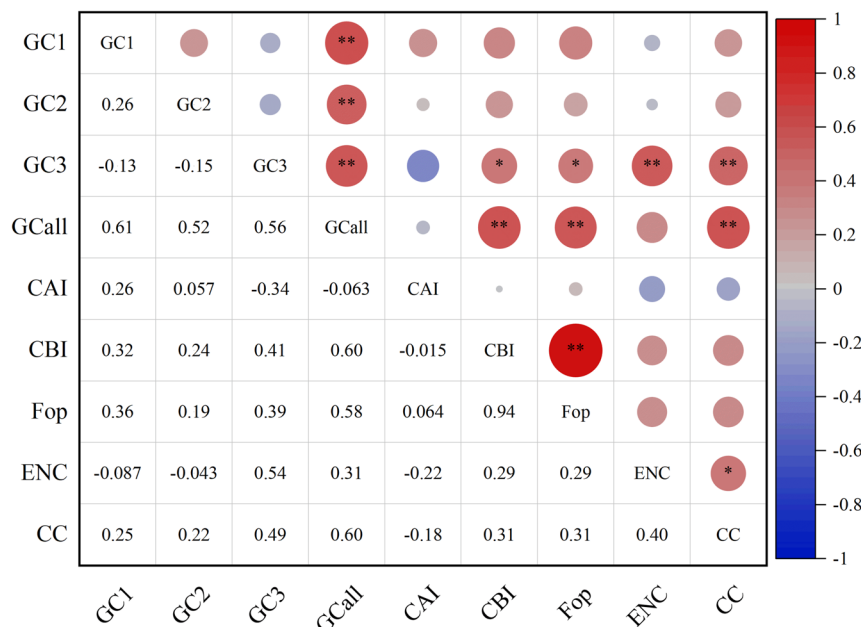 GC1 GC1 **
GC2 0.26 GC2 **
GC3 -0.13 -0.15 GC3 ** * * ** **
GCall 0.61 0.52 0.56 GCall ** ** **
CAI 0.26 0.057 -0.34 -0.063 CAI
CBI 0.32 0.24 0.41 0.60 -0.015 CBI **
Fop 0.36 0.19 0.39 0.58 0.064 0.94 Fop
ENC -0.087 -0.043 0.54 0.31 -0.22 0.29 0.29 ENC *
CC 0.25 0.22 0.49 0.60 -0.18 0.31 0.31 0.40 CC
GC1 GC2 GC3 GCall CAI CBI Fop ENC CC
1
0.8
0.6
0.4
0.2
0
-0.2
-0.4
-0.6
-0.8
-1